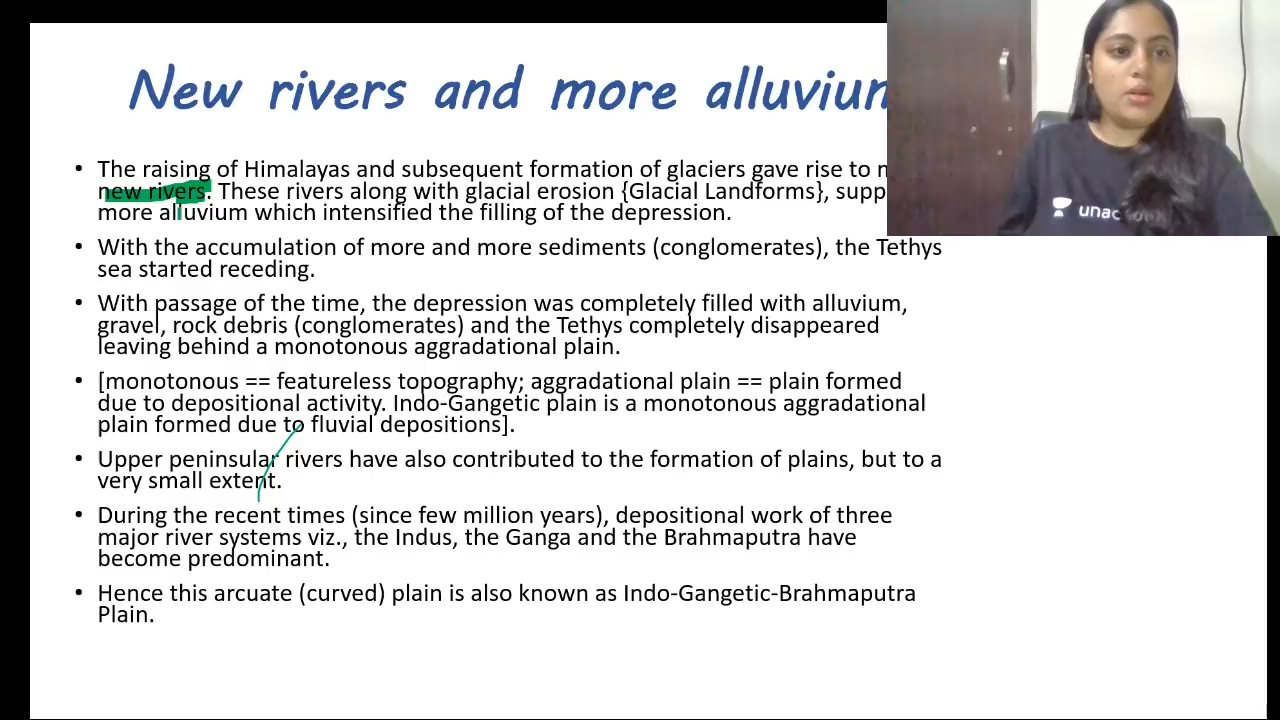 New rivers and more alluviu
• The raising of Himalayas and subsequent formation of glaciers gave rise to
new rivers. These rivers along with glacial erosion {Glacial Landforms},
more alluvium which intensified the filling of the depression.
• With the accumulation of more and more sediments (conglomerates), the Tethys
sea started receding.
• With passage of the time, the depression was completely filled with alluvium,
gravel, rock debris (conglomerates) and the Tethys completely disappeared
leaving behind a monotonous aggradational plain.
• [monotonous == featureless topography; aggradational plain == plain formed
due to depositional activity. Indo-Gangetic plain is a monotonous aggradational
plain formed due to fluvial depositions].
• Upper peninsular rivers have also contributed to the formation of plains, but to a
very small extent.
• During the recent times (since few million years), depositional work of three
major river systems viz., the Indus, the Ganga and the Brahmaputra have
become predominant.
• Hence this arcuate (curved) plain is also known as Indo-Gangetic-Brahmaputra
Plain.